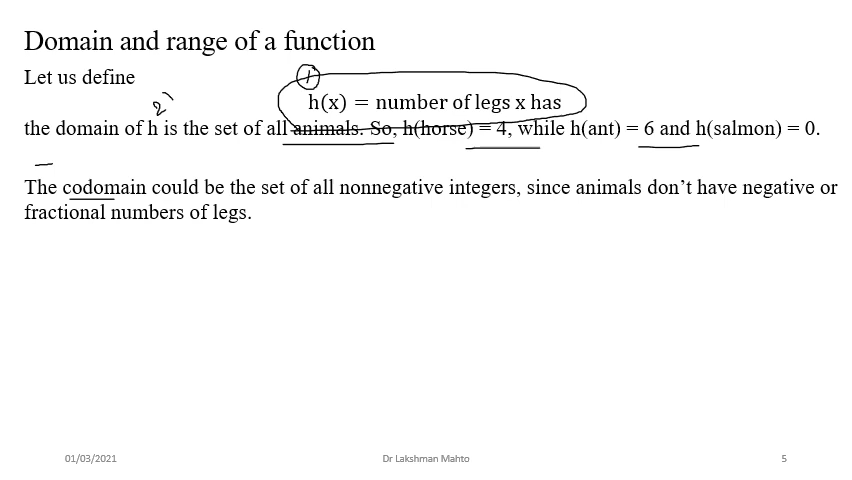 Domain and range of a function
Let us define
1
h(x) = number of legs x has
2
the domain of h is the set of all animals. So, h(horse) = 4, while h(ant) = 6 and h(salmon) = 0.
The codomain could be the set of all nonnegative integers, since animals don’t have negative or
fractional numbers of legs.
01/03/2021
Dr Lakshman Mahto
5